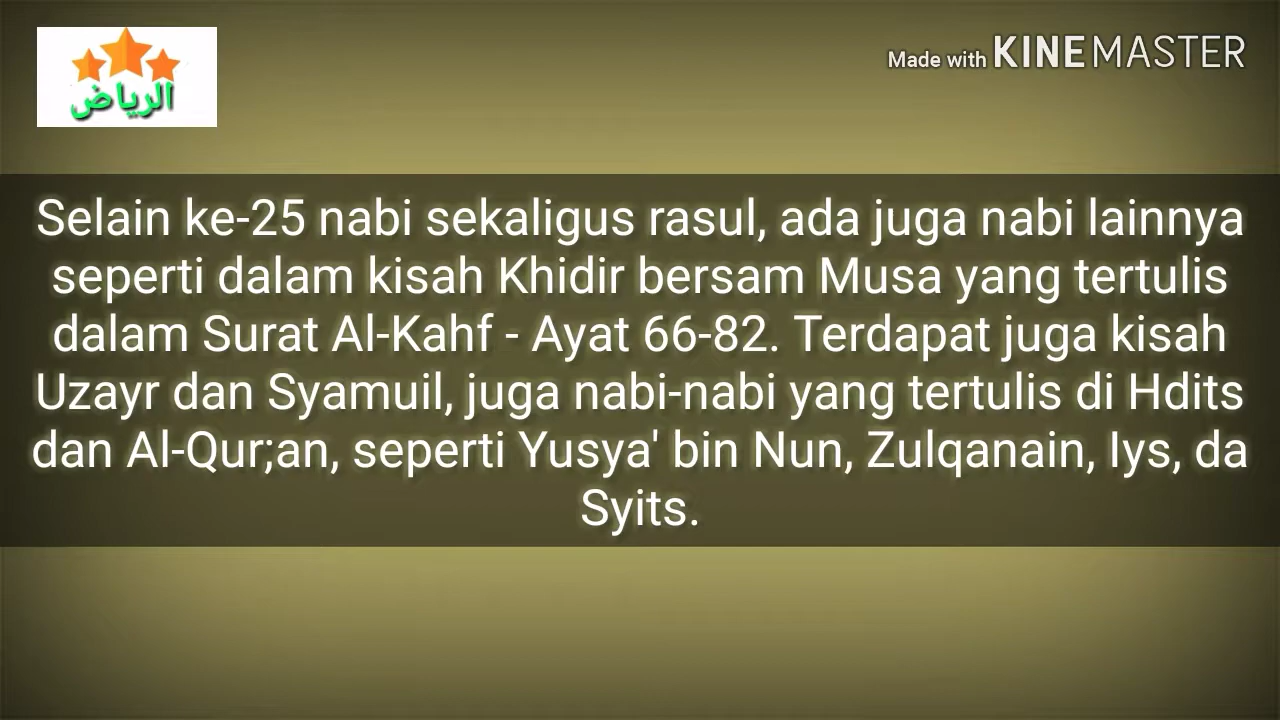 الرياض
Made with KINEMASTER
Selain ke-25 nabi sekaligus rasul, ada juga nabi lainnya
seperti dalam kisah Khidir bersam Musa yang tertulis
dalam Surat Al-Kahf - Ayat 66-82. Terdapat juga kisah
Uzayr dan Syamuil, juga nabi-nabi yang tertulis di Hdits
dan Al-Qur;an, seperti Yusya' bin Nun, Zulqanain, Iys, da
Syits.